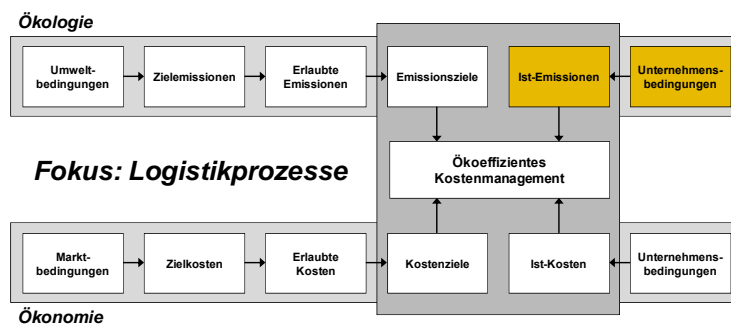 Ökologie
Umwelt-
bedingungen
Zielemissionen
Erlaubte
Emissionen
Emissionsziele
Ist-Emissionen
Unternehmens-
bedingungen
Ökoeffizientes
Kostenmanagement
Fokus: Logistikprozesse
Markt-
bedingungen
Zielkosten
Erlaubte
Kosten
Kostenziele
Ist-Kosten
Unternehmens-
bedingungen
Ökonomie